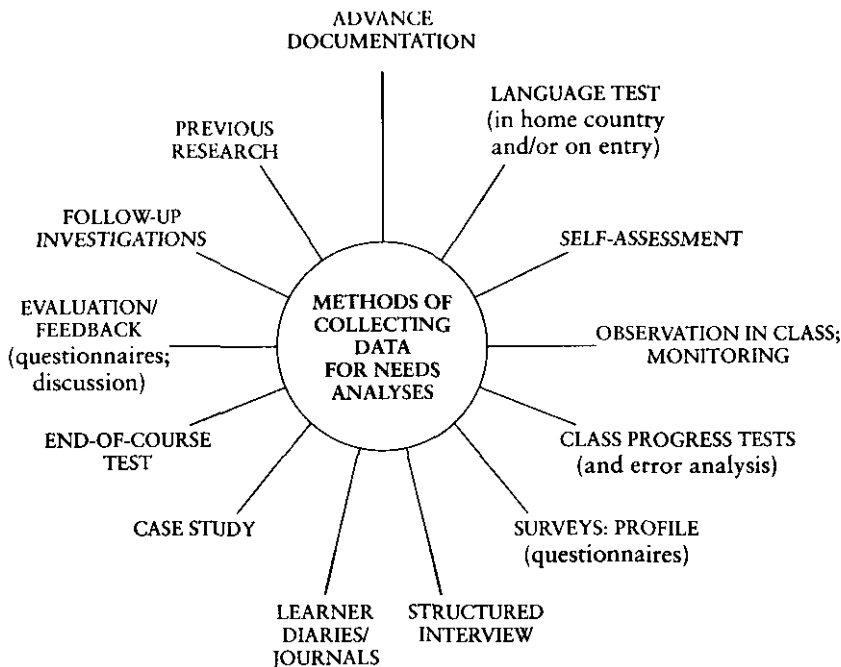 ADVANCE
DOCUMENTATION
LANGUAGE TEST
(in home country
and/or on entry)
SELF-ASSESSMENT
OBSERVATION IN CLASS;
MONITORING
CLASS PROGRESS TESTS
(and error analysis)
SURVEYS: PROFILE
(questionnaires)
STRUCTURED
INTERVIEW
LEARNER
DIARIES/
JOURNALS
CASE STUDY
END-OF-COURSE
TEST
EVALUATION/
FEEDBACK
(questionnaires;
discussion)
FOLLOW-UP
INVESTIGATIONS
PREVIOUS
RESEARCH
METHODS OF
COLLECTING
DATA
FOR NEEDS
ANALYSES